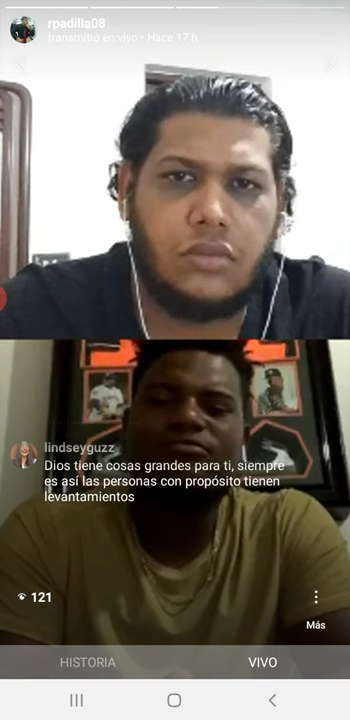 rpadilla08
transmitió en vivo • Hace 17 h
lindseyguzz
Dios tiene cosas grandes para ti, siempre
es así las personas con propósito tienen
levantamientos
121
Más
HISTORIA
VIVO